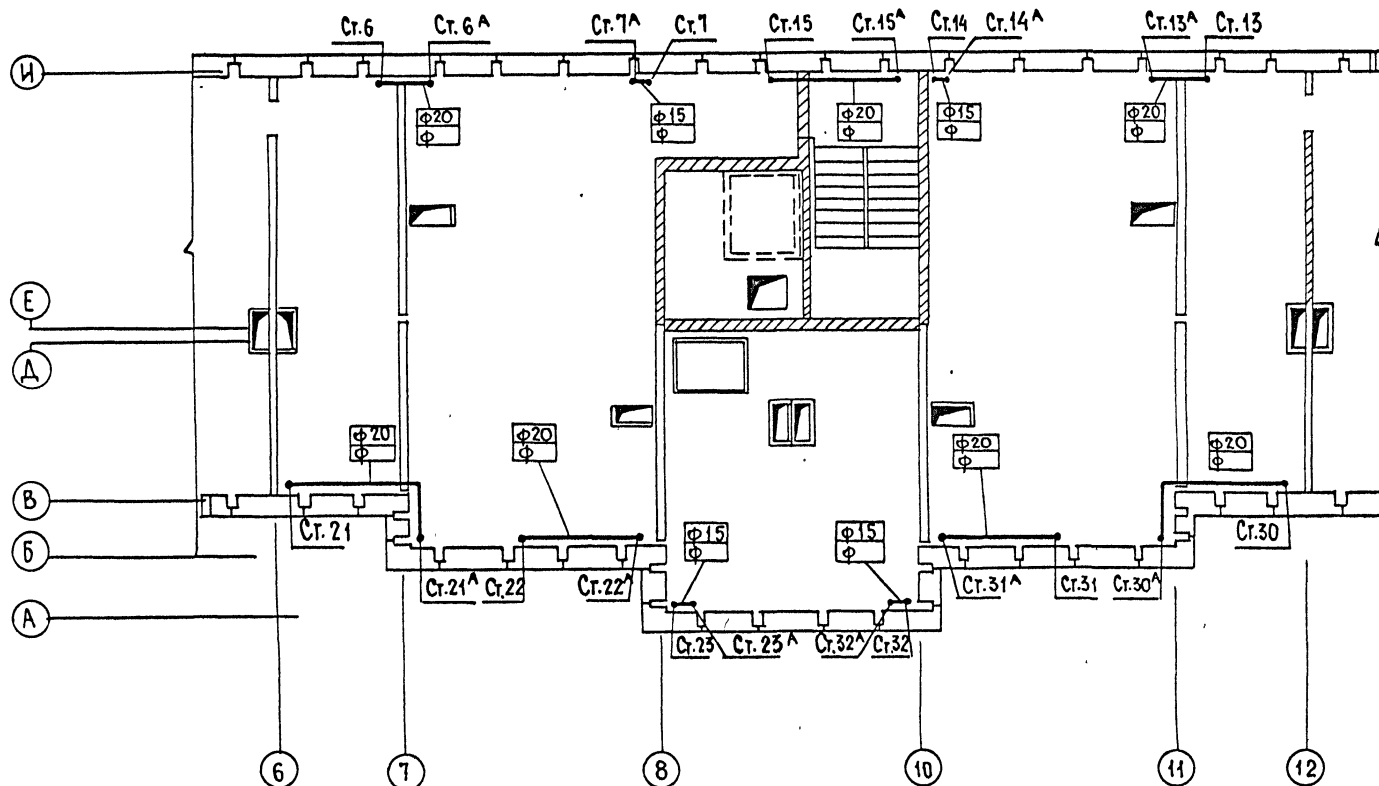 Ст.6 Ст.6А Ст.7А Ст.7 Ст.15 Ст.15А Ст.14 Ст.14А Ст.13А Ст.13
И
ф20 ф15 ф20 ф15 ф20
ф ф ф ф ф
Е
Д
ф20 ф20 ф20 ф20
ф ф ф ф
В
Ст.21 Ст.30
ф15 ф15
ф ф
Б
Ст.21А Ст.22 Ст.22А Ст.31А Ст.31 Ст.30А
А
Ст.23 Ст.23А Ст.32А Ст.32
6 7 8 10 11 12